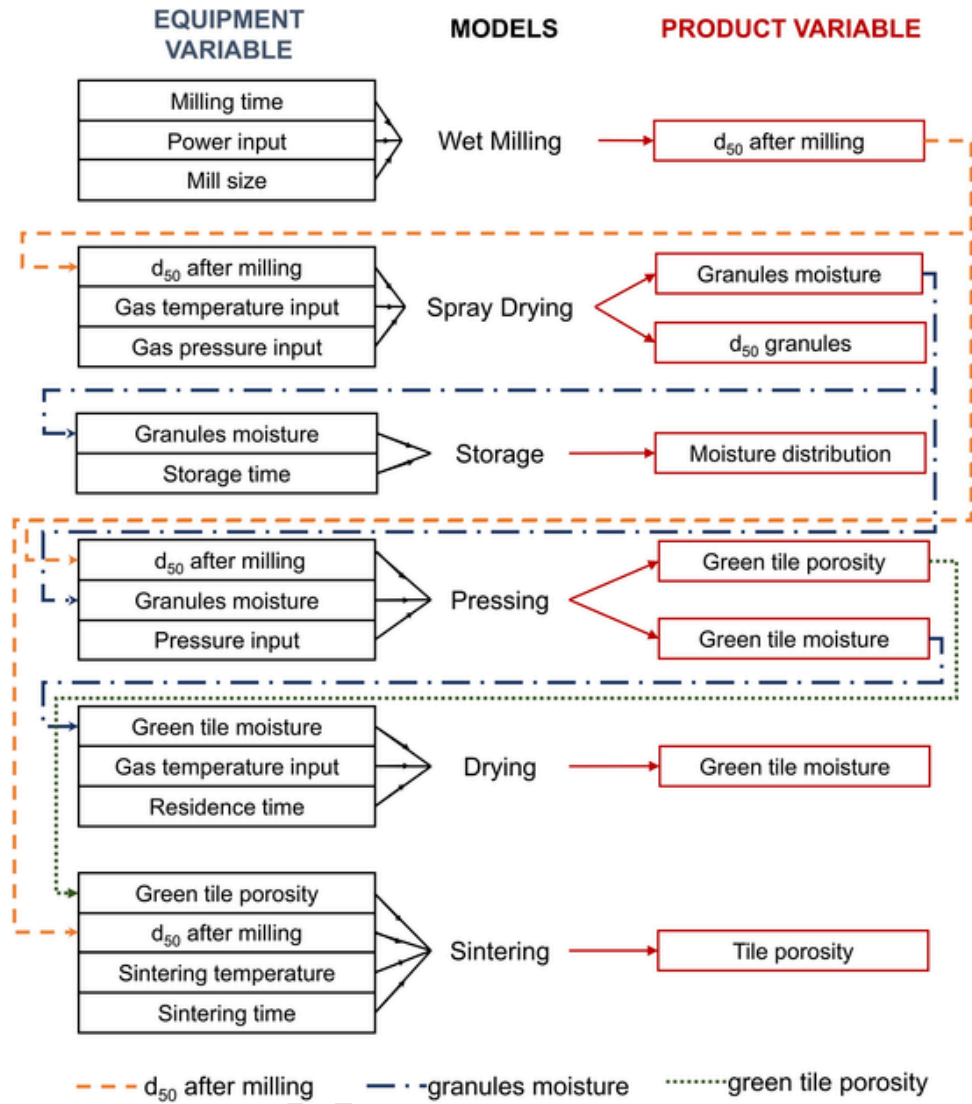 EQUIPMENT
VARIABLE
MODELS
PRODUCT VARIABLE
Milling time
Power input
Mill size
Wet Milling
d₅₀ after milling
d₅₀ after milling
Gas temperature input
Gas pressure input
Spray Drying
Granules moisture
d₅₀ granules
Granules moisture
Storage time
Storage
Moisture distribution
d₅₀ after milling
Granules moisture
Pressure input
Pressing
Green tile porosity
Green tile moisture
Green tile moisture
Gas temperature input
Residence time
Drying
Green tile moisture
Green tile porosity
d₅₀ after milling
Sintering temperature
Sintering time
Sintering
Tile porosity
d₅₀ after milling
granules moisture
green tile porosity